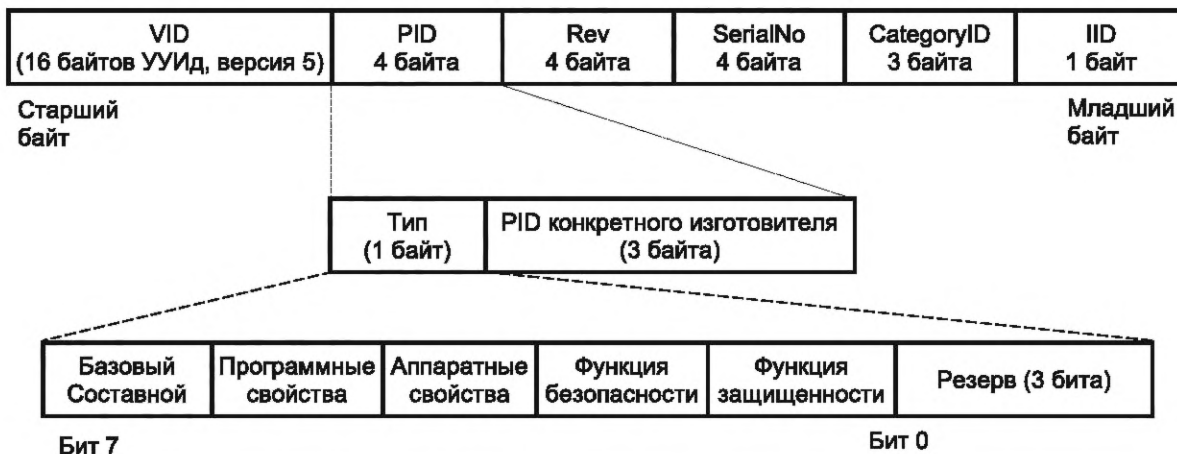 VID
(16 байтов УУИд, версия 5)
PID
4 байта
Rev
4 байта
SerialNo
4 байта
CategoryID
3 байта
IID
1 байт
Старший
байт
Младший
байт
Тип
(1 байт)
PID конкретного изготовителя
(3 байта)
Базовый
Составной
Программные
свойства
Аппаратные
свойства
Функция
безопасности
Функция
защищенности
Резерв (3 бита)
Бит 7
Бит 0